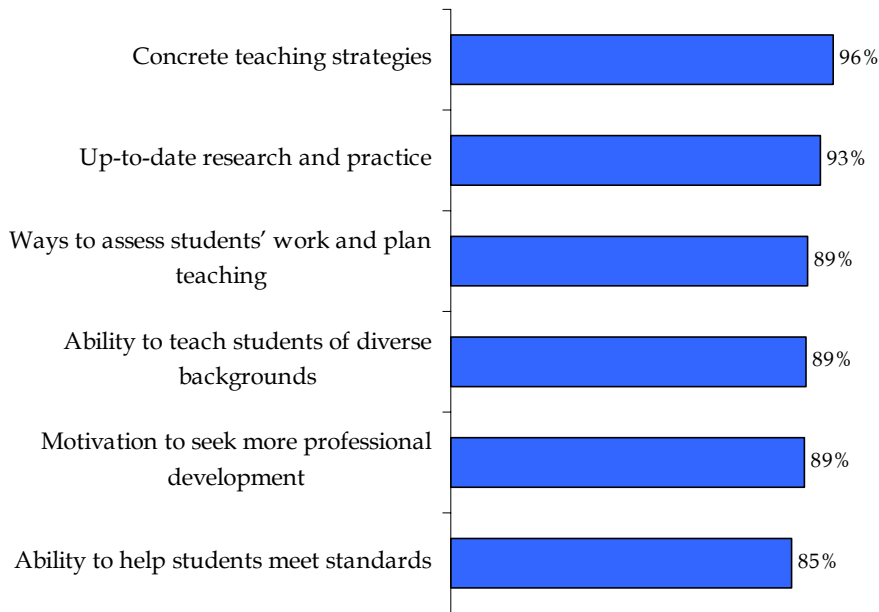 Concrete teaching strategies
96%
Up-to-date research and practice
93%
Ways to assess students’ work and plan
teaching
89%
Ability to teach students of diverse
backgrounds
89%
Motivation to seek more professional
development
89%
Ability to help students meet standards
85%